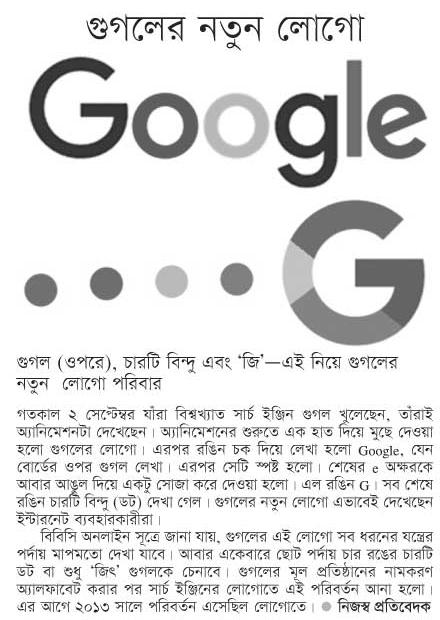 গুগলের নতুন লোগো
Google
G
গুগল (ওপরে), চারটি বিন্দু এবং ‘জি’—এই নিয়ে গুগলের
নতুন লোগো পরিবার
গতকাল ২ সেপ্টেম্বর যাঁরা বিশ্বখ্যাত সার্চ ইঞ্জিন গুগল খুলেছেন, তাঁরাই
অ্যানিমেশনটা দেখেছেন। অ্যানিমেশনের শুরুতে এক হাত দিয়ে মুছে দেওয়া
হলো গুগলের লোগো। এরপর রঙিন চক দিয়ে লেখা হলো Google, যেন
বোর্ডের ওপর গুগল লেখা। এরপর সেটি স্পষ্ট হলো। শেষের e অক্ষরকে
আবার আঙুল দিয়ে একটু সোজা করে দেওয়া হলো। এল রঙিন G। সব শেষে
রঙিন চারটি বিন্দু (ডট) দেখা গেল। গুগলের নতুন লোগো এভাবেই দেখেছেন
ইন্টারনেট ব্যবহারকারীরা।
বিবিসি অনলাইন সূত্রে জানা যায়, গুগলের এই লোগো সব ধরনের যন্ত্রের
পর্দায় মাপমতো দেখা যাবে। আবার একেবারে ছোট পর্দায় চার রঙের চারটি
ডট বা শুধু ‘জিৎ’ গুগলকে চেনাবে। গুগলের মূল প্রতিষ্ঠানের নামকরণ
অ্যালফাবেট করার পর সার্চ ইঞ্জিনের লোগোতে এই পরিবর্তন আনা হলো।
এর আগে ২০১৩ সালে পরিবর্তন এসেছিল লোগোতে। ● নিজস্ব প্রতিবেদক